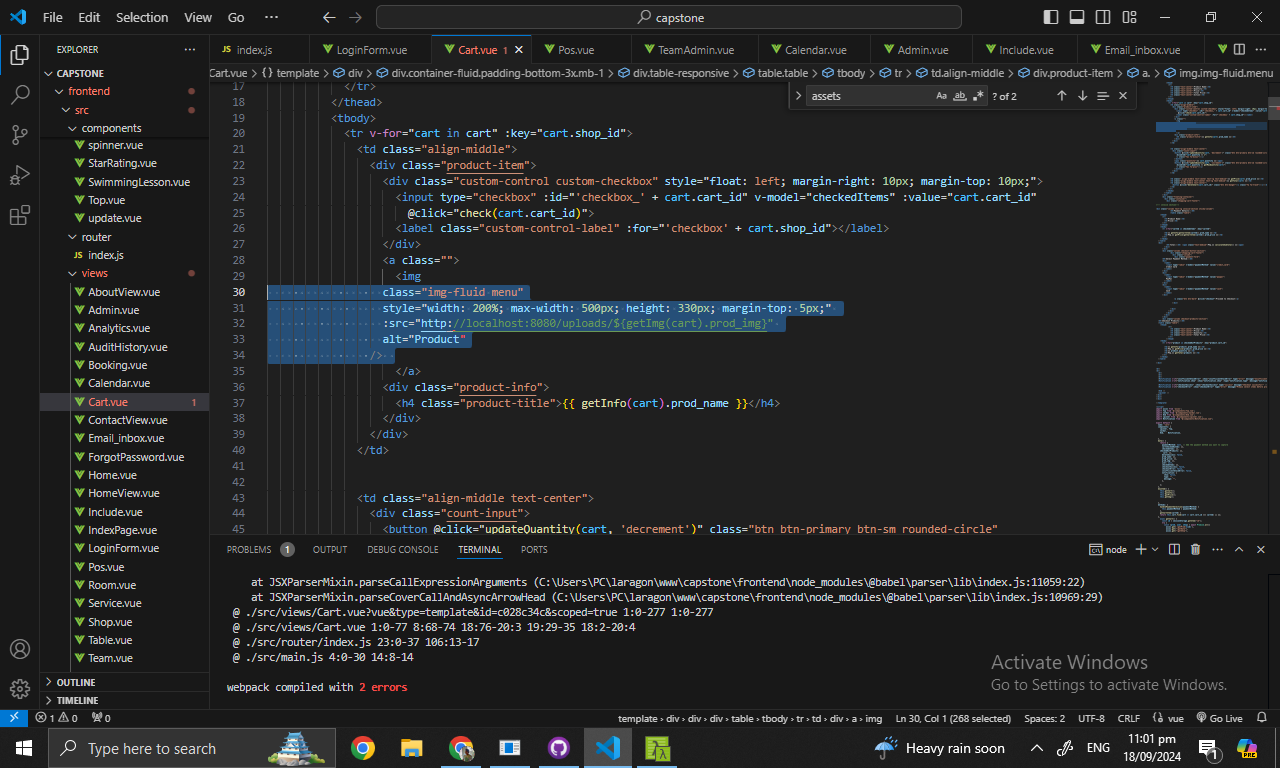 File Edit Selection View Go ··· capstone
EXPLORER
index.js LoginForm.vue Cart.vue 1 Pos.vue TeamAdmin.vue Calendar.vue Admin.vue Include.vue Email_inbox.vue
Cart.vue > {} template > div > div.container-fluid.padding-bottom-3x.mb-1 > div.table-responsive > table.table > tbody > tr > td.align-middle > div.product-item > a. > img.img-fluid.menu
assets Aa ab .* ? of 2
CAPSTONE
frontend
src
components
spinner.vue
StarRating.vue
SwimmingLesson.vue
Top.vue
update.vue
router
index.js
views
AboutView.vue
Admin.vue
Analytics.vue
AuditHistory.vue
Booking.vue
Calendar.vue
Cart.vue 1
ContactView.vue
Email_inbox.vue
ForgotPassword.vue
Home.vue
HomeView.vue
Include.vue
IndexPage.vue
LoginForm.vue
Pos.vue
Room.vue
Service.vue
Shop.vue
Table.vue
Team.vue
OUTLINE
TIMELINE
17 </tr>
18 </thead>
19 <tbody>
20 <tr v-for="cart in cart" :key="cart.shop_id">
21 <td class="align-middle">
22 <div class="product-item">
23 <div class="custom-control custom-checkbox" style="float: left; margin-right: 10px; margin-top: 10px;">
24 <input type="checkbox" :id="'checkbox_' + cart.cart_id" v-model="checkedItems" :value="cart.cart_id"
25 @click="check(cart.cart_id)">
26 <label class="custom-control-label" :for="'checkbox' + cart.shop_id"></label>
27 </div>
28 <a class="">
29 <img
30 class="img-fluid menu"
31 style="width: 200%; max-width: 500px; height: 330px; margin-top: 5px;"
32 :src="http://localhost:8080/uploads/${getImg(cart).prod_img}"
33 alt="Product"
34 />
35 </a>
36 <div class="product-info">
37 <h4 class="product-title">{{ getInfo(cart).prod_name }}</h4>
38 </div>
39 </div>
40 </td>
41
42
43 <td class="align-middle text-center">
44 <div class="count-input">
45 <button @click="updateQuantity(cart, 'decrement')" class="btn btn-primary btn-sm rounded-circle"
PROBLEMS 1 OUTPUT DEBUG CONSOLE TERMINAL PORTS node
at JSXParserMixin.parseCallExpressionArguments (C:\Users\PC\laragon\www\capstone\frontend\node_modules\@babel\parser\lib\index.js:11059:22)
at JSXParserMixin.parseCoverCallAndAsyncArrowHead (C:\Users\PC\laragon\www\capstone\frontend\node_modules\@babel\parser\lib\index.js:10969:29)
@ ./src/views/Cart.vue?vue&type=template&id=c028c34c&scoped=true 1:0-277 1:0-277
@ ./src/views/Cart.vue 1:0-77 8:68-74 18:76-20:3 19:29-35 18:2-20:4
@ ./src/router/index.js 23:0-37 106:13-17
@ ./src/main.js 4:0-30 14:8-14
webpack compiled with 2 errors
Activate Windows
Go to Settings to activate Windows.
1 0 0 template › div › div › div › table › tbody › tr › td › div › a › img Ln 30, Col 1 (268 selected) Spaces: 2 UTF-8 CRLF vue Go Live
Type here to search Heavy rain soon ENG 11:01 pm 18/09/2024 1